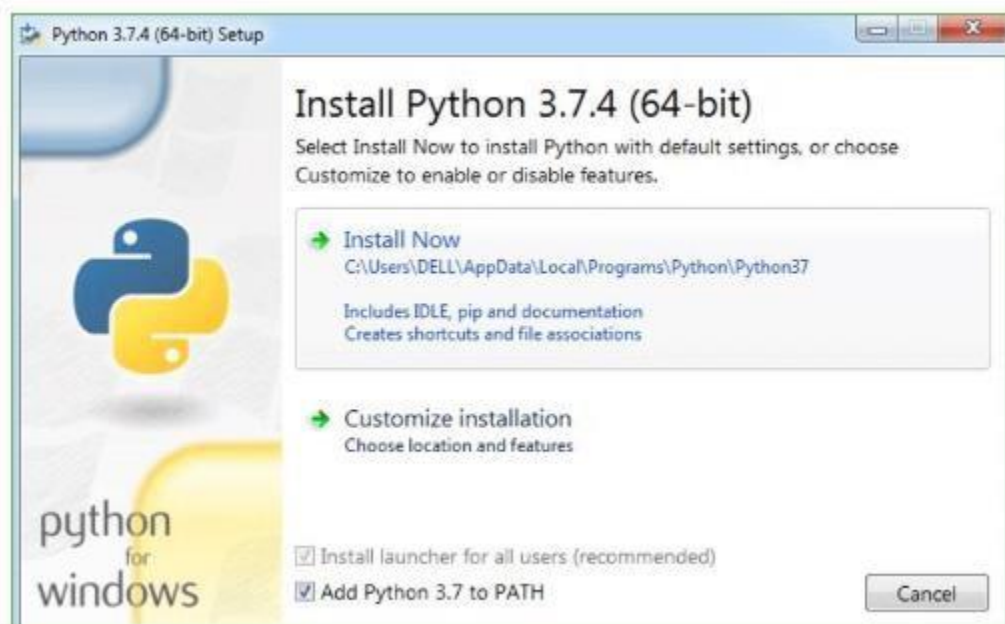 Python 3.7.4 (64-bit) Setup
Install Python 3.7.4 (64-bit)
Select Install Now to install Python with default settings, or choose
Customize to enable or disable features.
Install Now
C:\Users\DELL\AppData\Local\Programs\Python\Python37
Includes IDLE, pip and documentation
Creates shortcuts and file associations
Customize installation
Choose location and features
python
for
windows
Install launcher for all users (recommended)
Add Python 3.7 to PATH
Cancel